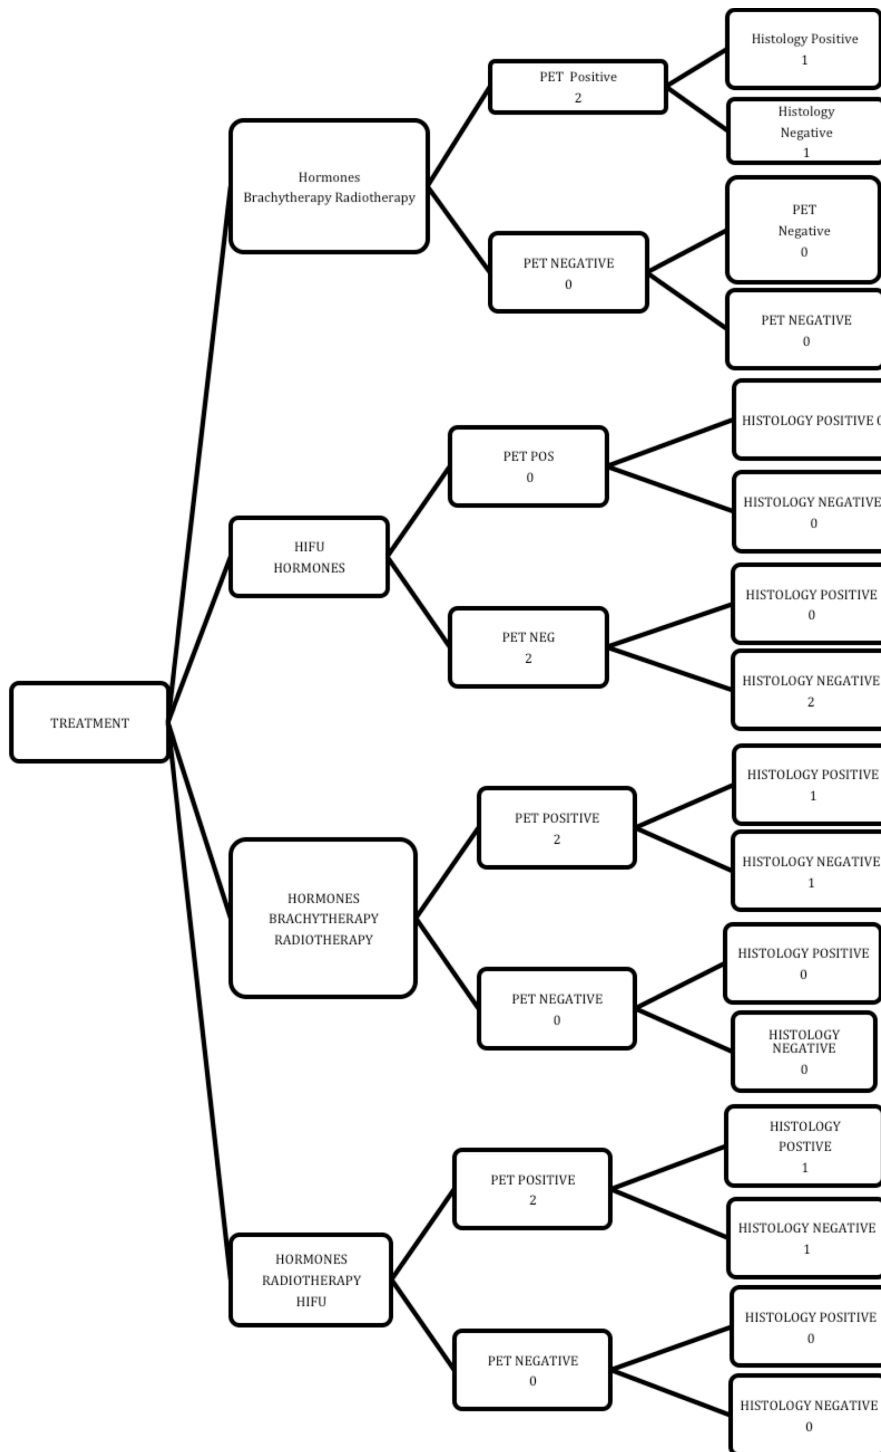 Histology Positive
1
PET Positive
2
Histology
Negative
1
Hormones
Brachytherapy Radiotherapy
PET
Negative
0
PET NEGATIVE
0
PET NEGATIVE
0
HISTOLOGY POSITIVE 0
PET POS
0
HISTOLOGY NEGATIVE
0
HIFU
HORMONES
HISTOLOGY POSITIVE
0
PET NEG
2
HISTOLOGY NEGATIVE
2
TREATMENT
HISTOLOGY POSITIVE
1
PET POSITIVE
2
HISTOLOGY NEGATIVE
1
HORMONES
BRACHYTHERAPY
RADIOTHERAPY
HISTOLOGY POSITIVE
0
PET NEGATIVE
0
HISTOLOGY
NEGATIVE
0
HISTOLOGY
POSTIVE
1
PET POSITIVE
2
HISTOLOGY NEGATIVE
1
HORMONES
RADIOTHERAPY
HIFU
HISTOLOGY POSITIVE
0
PET NEGATIVE
0
HISTOLOGY NEGATIVE
0